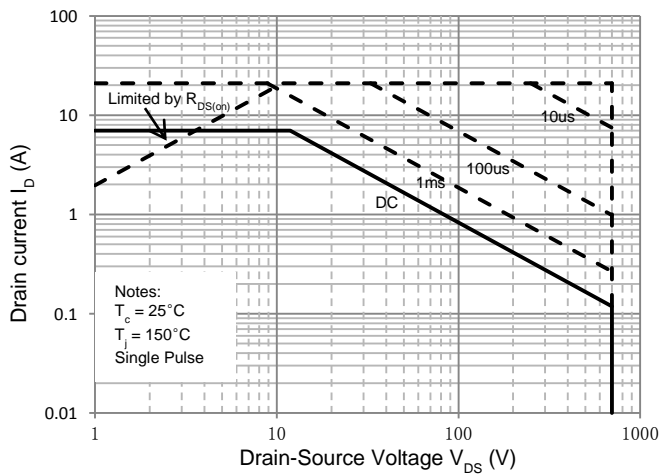 Drain current I_D (A)
100
10
1
0.1
0.01
Limited by R_DS(on)
10us
100us
1ms
DC
Notes:
T_c = 25°C
T_j = 150°C
Single Pulse
1
10
100
1000
Drain-Source Voltage V_DS (V)